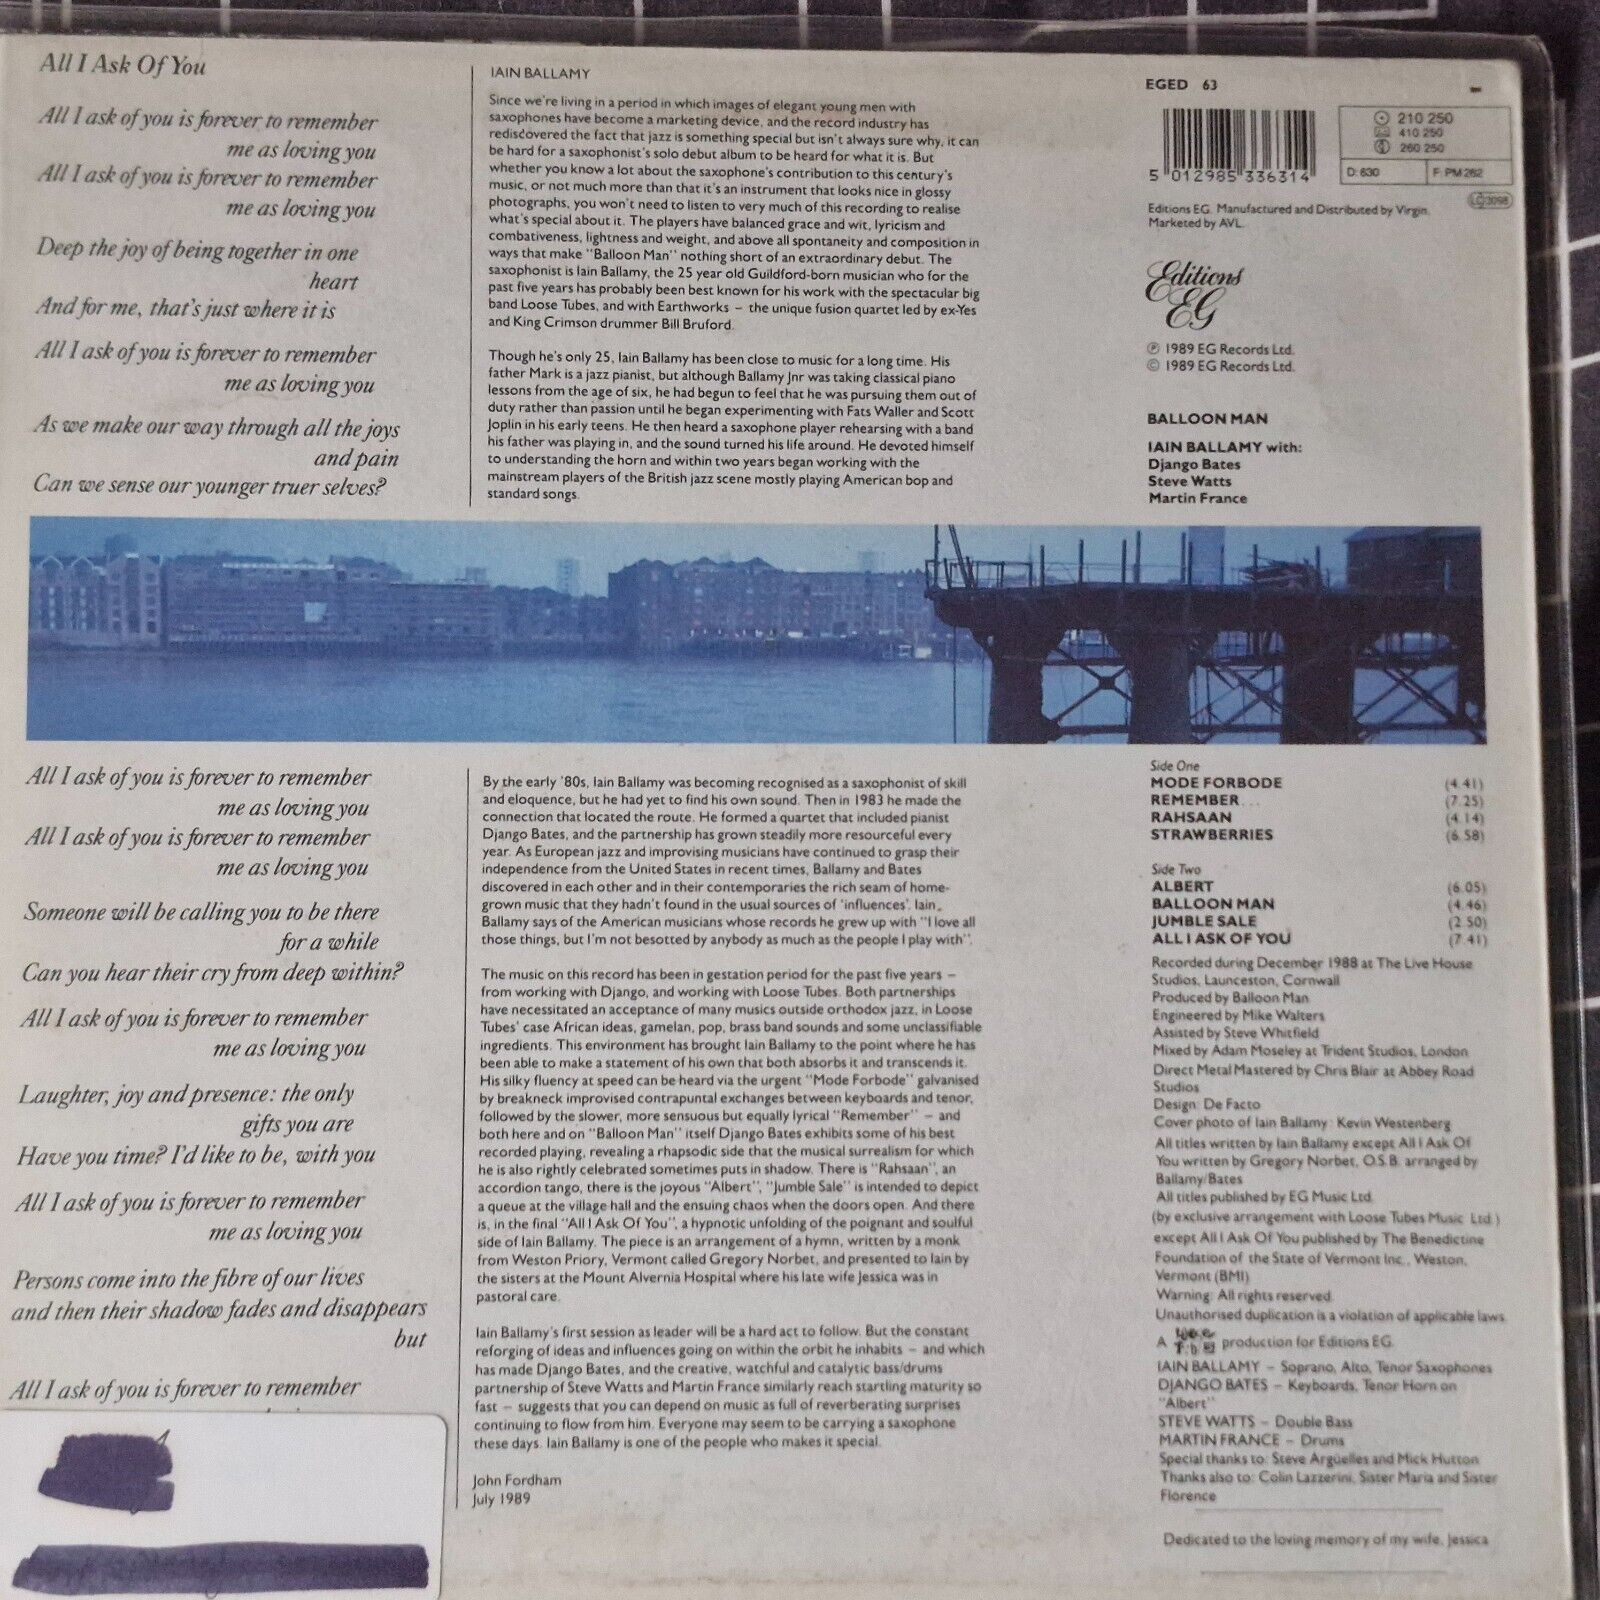 All I Ask Of You
All I ask of you is forever to remember
me as loving you
All I ask of you is forever to remember
me as loving you
Deep the joy of being together in one
heart
And for me, that's just where it is
All I ask of you is forever to remember
me as loving you
As we make our way through all the joys
and pain
Can we sense our younger truer selves?
All I ask of you is forever to remember
me as loving you
All I ask of you is forever to remember
me as loving you
Someone will be calling you to be there
for a while
Can you hear their cry from deep within?
All I ask of you is forever to remember
me as loving you
Laughter, joy and presence: the only
gifts you are
Have you time? I'd like to be, with you
All I ask of you is forever to remember
me as loving you
Persons come into the fibre of our lives
and then their shadow fades and disappears
but
All I ask of you is forever to remember
IAIN BALLAMY
Since we're living in a period in which images of elegant young men with
saxophones have become a marketing device, and the record industry has
rediscovered the fact that jazz is something special but isn't always sure why, it can
be hard for a saxophonist's solo debut album to be heard for what it is. But
whether you know a lot about the saxophone's contribution to this century's
music, or not much more than that it's an instrument that looks nice in glossy
photographs, you won't need to listen to very much of this recording to realise
what's special about it. The players have balanced grace and wit, lyricism and
combativeness, lightness and weight, and above all spontaneity and composition in
ways that make "Balloon Man" nothing short of an extraordinary debut. The
saxophonist is Iain Ballamy, the 25 year old Guildford-born musician who for the
past five years has probably been best known for his work with the spectacular big
band Loose Tubes, and with Earthworks – the unique fusion quartet led by ex-Yes
and King Crimson drummer Bill Bruford.
Though he's only 25, Iain Ballamy has been close to music for a long time. His
father Mark is a jazz pianist, but although Ballamy Jnr was taking classical piano
lessons from the age of six, he had begun to feel that he was pursuing them out of
duty rather than passion until he began experimenting with Fats Waller and Scott
Joplin in his early teens. He then heard a saxophone player rehearsing with a band
his father was playing in, and the sound turned his life around. He devoted himself
to understanding the horn and within two years began working with the
mainstream players of the British jazz scene mostly playing American bop and
standard songs.
By the early '80s, Iain Ballamy was becoming recognised as a saxophonist of skill
and eloquence, but he had yet to find his own sound. Then in 1983 he made the
connection that located the route. He formed a quartet that included pianist
Django Bates, and the partnership has grown steadily more resourceful every
year. As European jazz and improvising musicians have continued to grasp their
independence from the United States in recent times, Ballamy and Bates
discovered in each other and in their contemporaries the rich seam of home-
grown music that they hadn't found in the usual sources of 'influences'. Iain
Ballamy says of the American musicians whose records he grew up with "I love all
those things, but I'm not besotted by anybody as much as the people I play with".
The music on this record has been in gestation period for the past five years –
from working with Django, and working with Loose Tubes. Both partnerships
have necessitated an acceptance of many musics outside orthodox jazz, in Loose
Tubes' case African ideas, gamelan, pop, brass band sounds and some unclassifiable
ingredients. This environment has brought Iain Ballamy to the point where he has
been able to make a statement of his own that both absorbs it and transcends it.
His silky fluency at speed can be heard via the urgent "Mode Forbode" galvanised
by breakneck improvised contrapuntal exchanges between keyboards and tenor,
followed by the slower, more sensuous but equally lyrical "Remember" – and
both here and on "Balloon Man" itself Django Bates exhibits some of his best
recorded playing, revealing a rhapsodic side that the musical surrealism for which
he is also rightly celebrated sometimes puts in shadow. There is "Rahsaan", an
accordion tango, there is the joyous "Albert", "Jumble Sale" is intended to depict
a queue at the village hall and the ensuing chaos when the doors open. And there
is, in the final "All I Ask Of You", a hypnotic unfolding of the poignant and soulful
side of Iain Ballamy. The piece is an arrangement of a hymn, written by a monk
from Weston Priory, Vermont called Gregory Norbet, and presented to Iain by
the sisters at the Mount Alvernia Hospital where his late wife Jessica was in
pastoral care.
Iain Ballamy's first session as leader will be a hard act to follow. But the constant
reforging of ideas and influences going on within the orbit he inhabits – and which
has made Django Bates, and the creative, watchful and catalytic bass/drums
partnership of Steve Watts and Martin France similarly reach startling maturity so
fast – suggests that you can depend on music as full of reverberating surprises
continuing to flow from him. Everyone may seem to be carrying a saxophone
these days. Iain Ballamy is one of the people who makes it special.
John Fordham
July 1989
EGED 63
5 012985 336314
210 250
410 250
260 250
D: 630 F: PM 262
LC 3098
Editions EG. Manufactured and Distributed by Virgin.
Marketed by AVL.
Editions
EG
℗ 1989 EG Records Ltd.
© 1989 EG Records Ltd.
BALLOON MAN
IAIN BALLAMY with:
Django Bates
Steve Watts
Martin France
Side One
MODE FORBODE (4.41)
REMEMBER... (7.25)
RAHSAAN (4.14)
STRAWBERRIES (6.58)
Side Two
ALBERT (6.05)
BALLOON MAN (4.46)
JUMBLE SALE (2.50)
ALL I ASK OF YOU (7.41)
Recorded during December 1988 at The Live House
Studios, Launceston, Cornwall
Produced by Balloon Man
Engineered by Mike Walters
Assisted by Steve Whitfield
Mixed by Adam Moseley at Trident Studios, London
Direct Metal Mastered by Chris Blair at Abbey Road
Studios
Design: De Facto
Cover photo of Iain Ballamy: Kevin Westenberg
All titles written by Iain Ballamy except All I Ask Of
You written by Gregory Norbet, O.S.B. arranged by
Ballamy/Bates
All titles published by EG Music Ltd.
(by exclusive arrangement with Loose Tubes Music Ltd.)
except All I Ask Of You published by The Benedictine
Foundation of the State of Vermont Inc., Weston,
Vermont (BMI)
Warning: All rights reserved.
Unauthorised duplication is a violation of applicable laws.
A production for Editions EG.
IAIN BALLAMY – Soprano, Alto, Tenor Saxophones
DJANGO BATES – Keyboards, Tenor Horn on
"Albert"
STEVE WATTS – Double Bass
MARTIN FRANCE – Drums
Special thanks to: Steve Argüelles and Mick Hutton
Thanks also to: Colin Lazzerini, Sister Maria and Sister
Florence
Dedicated to the loving memory of my wife, Jessica